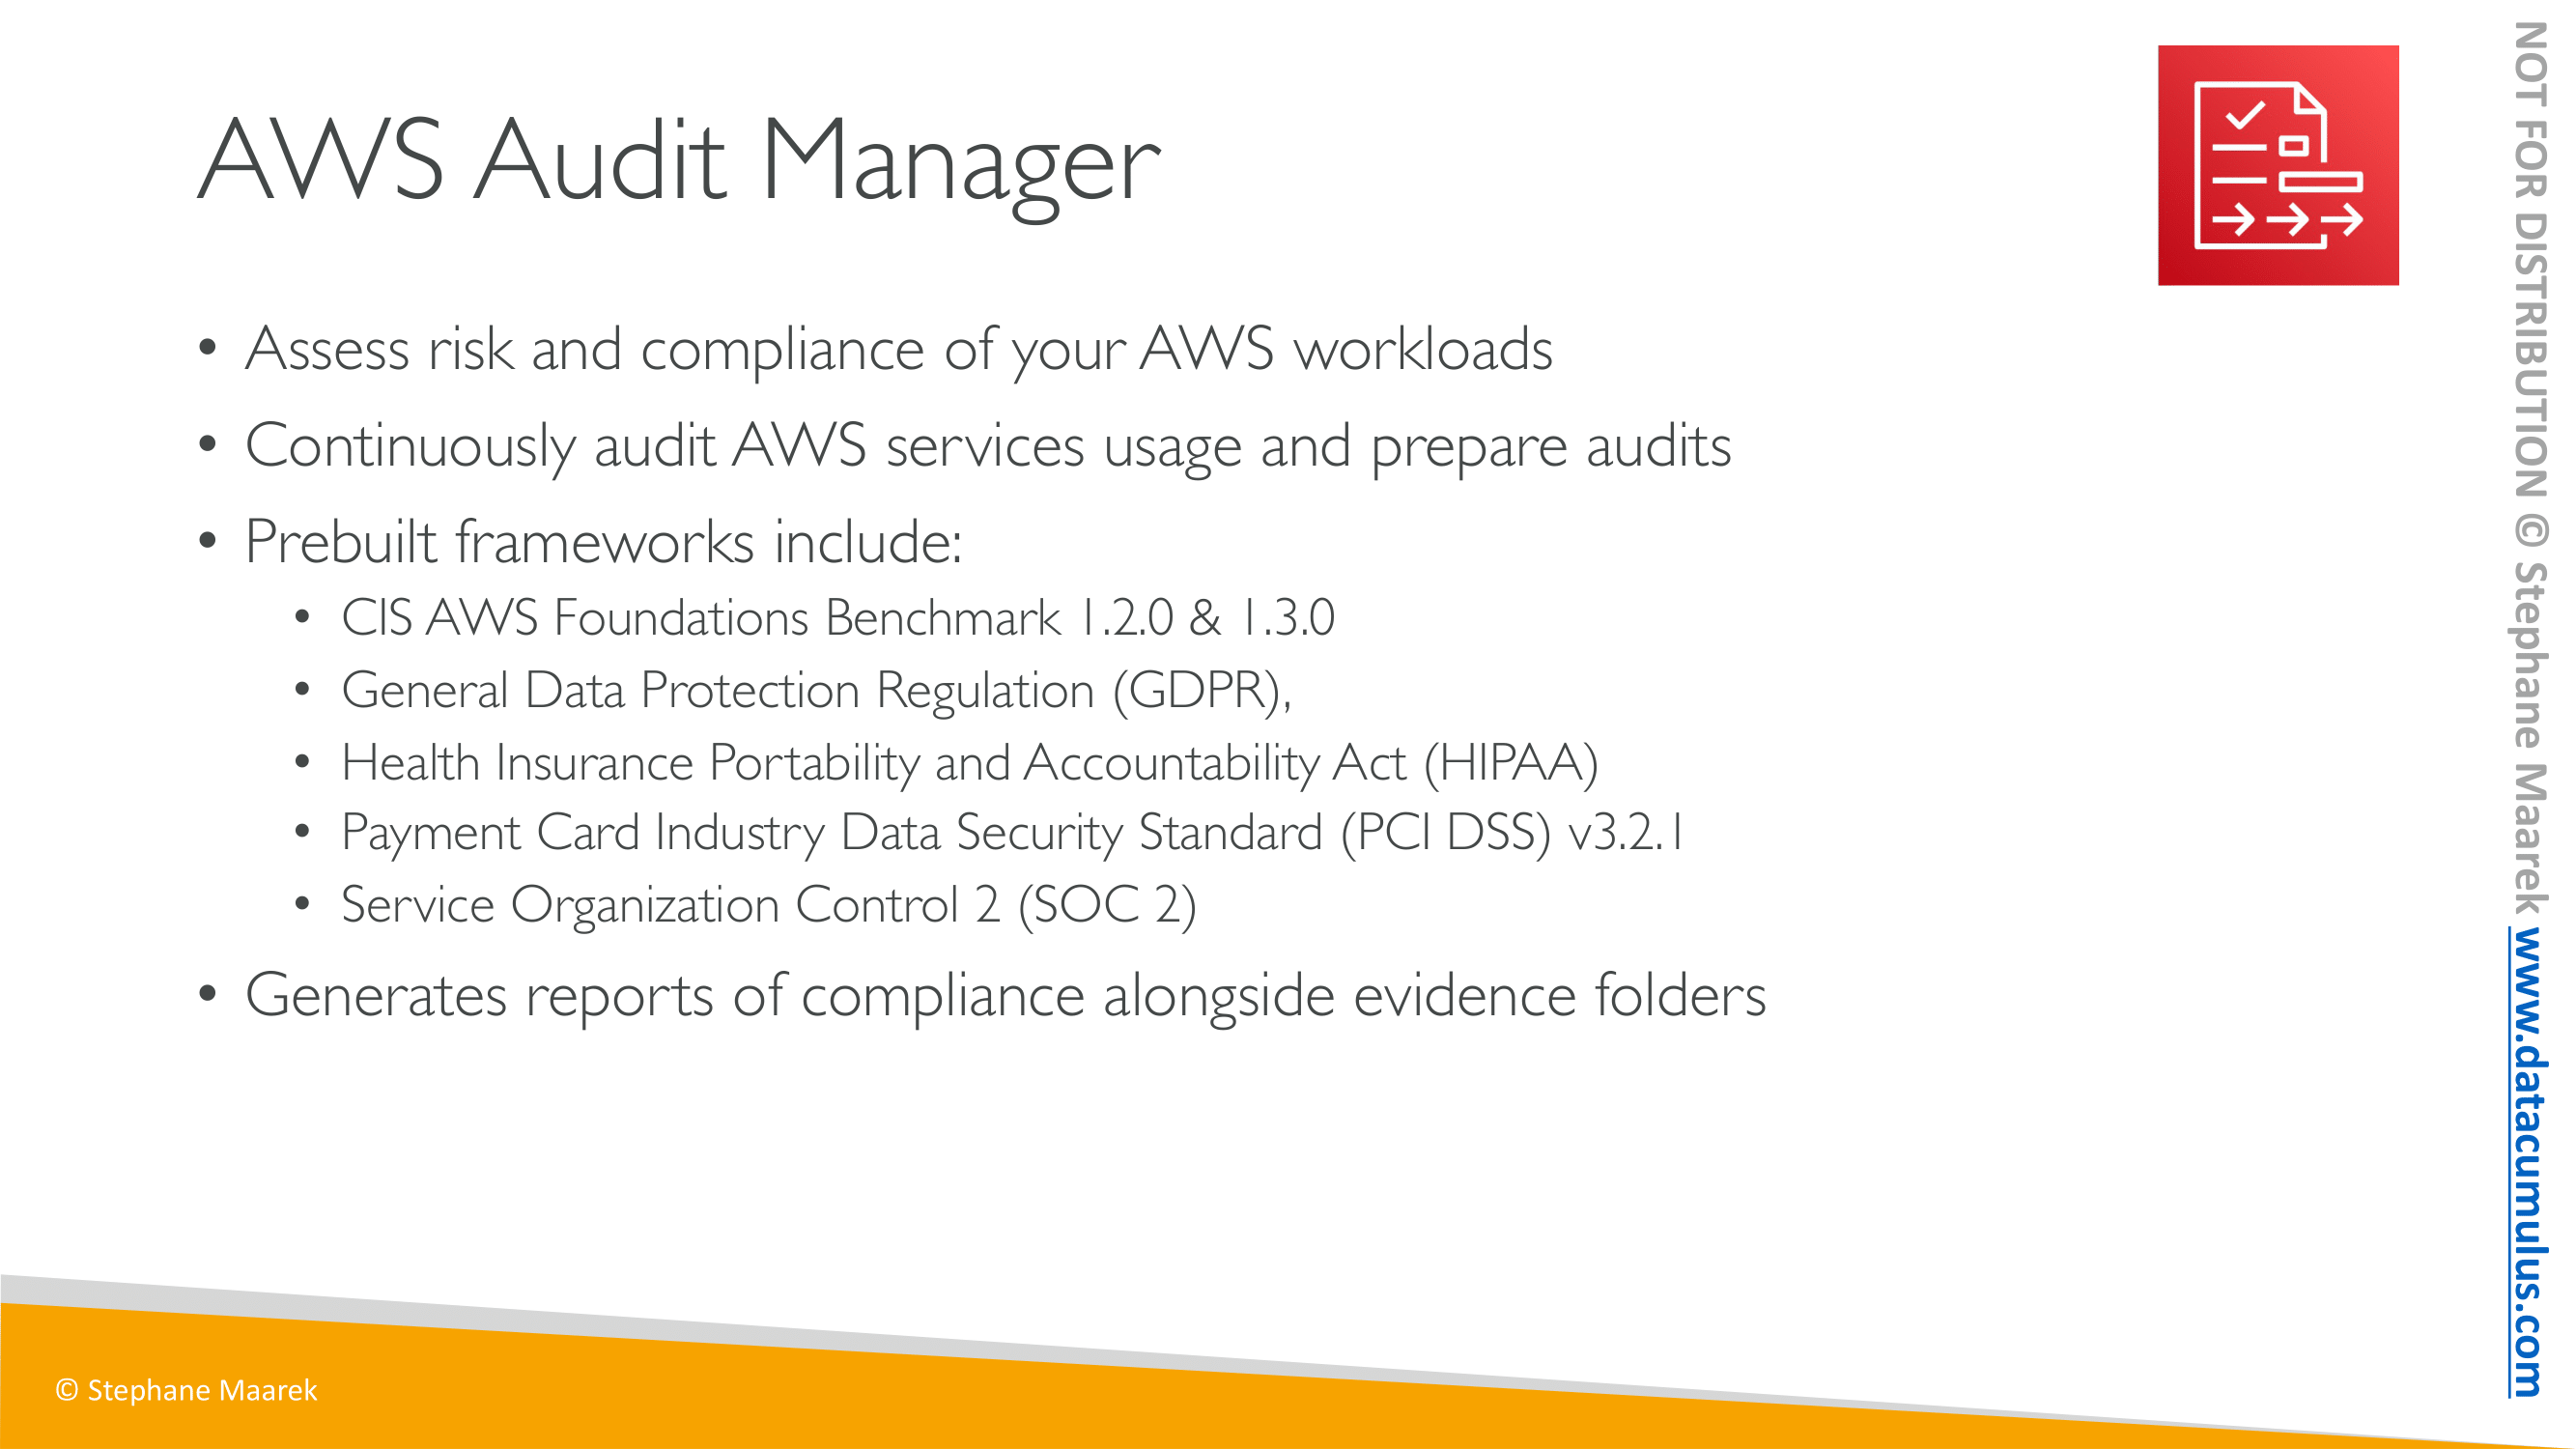 AWS Audit Manager
• Assess risk and compliance of your AWS workloads
• Continuously audit AWS services usage and prepare audits
• Prebuilt frameworks include:
• CIS AWS Foundations Benchmark 1.2.0 & 1.3.0
• General Data Protection Regulation (GDPR),
• Health Insurance Portability and Accountability Act (HIPAA)
• Payment Card Industry Data Security Standard (PCI DSS) v3.2.1
• Service Organization Control 2 (SOC 2)
• Generates reports of compliance alongside evidence folders
© Stephane Maarek
NOT FOR DISTRIBUTION © Stephane Maarek www.datacumulus.com